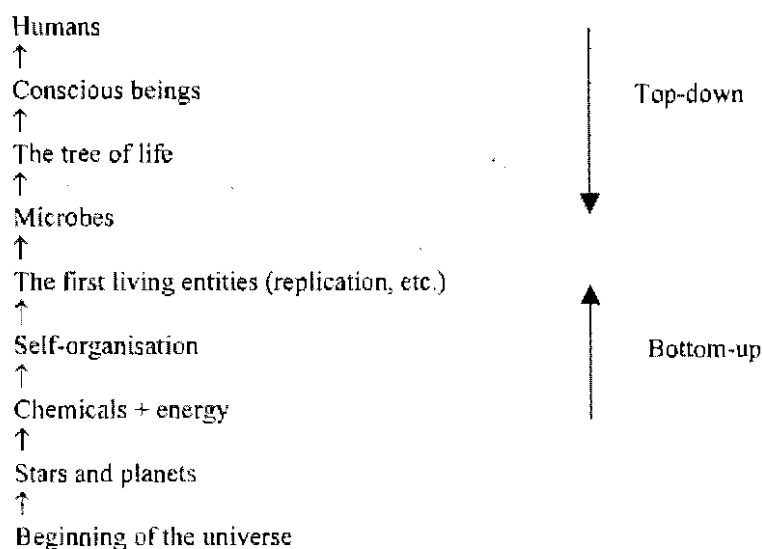 Humans
↑
Conscious beings
Top-down
↑
The tree of life
↑
Microbes
↑
The first living entities (replication, etc.)
↑
Self-organisation
Bottom-up
↑
Chemicals + energy
↑
Stars and planets
↑
Beginning of the universe